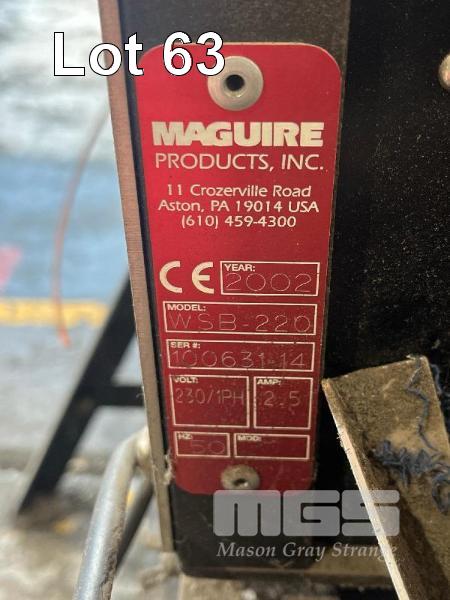 Lot 63
MAGUIRE
PRODUCTS, INC.
11 Crozerville Road
Aston, PA 19014 USA
(610) 459-4300
CE
YEAR:
2002
MODEL:
WSB-220
SER #:
100631-14
VOLT: AMP:
230/1PH 2.5
HZ: MOD:
50
MGS
Mason Gray Strange